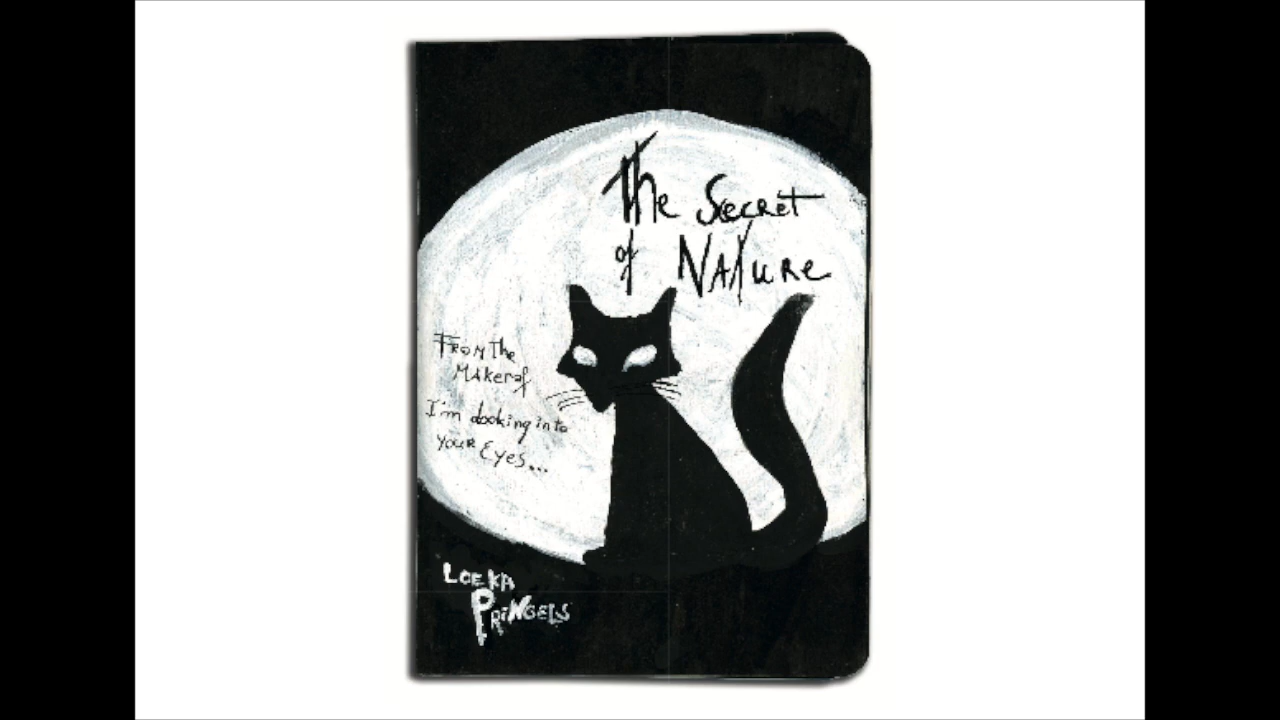 The Secret
of Nature
From the
Maker of
I'm looking into
your Eyes...
Loeka
Pringels